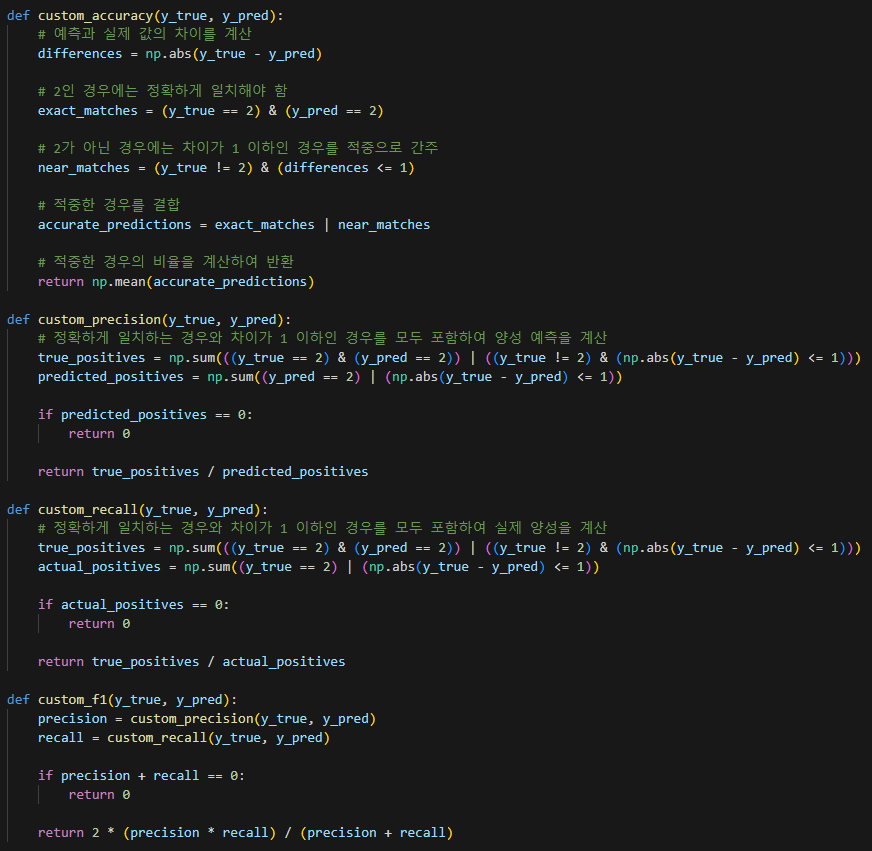 def custom_accuracy(y_true, y_pred):
    # 예측과 실제 값의 차이를 계산
    differences = np.abs(y_true - y_pred)

    # 2인 경우에는 정확하게 일치해야 함
    exact_matches = (y_true == 2) & (y_pred == 2)

    # 2가 아닌 경우에는 차이가 1 이하인 경우를 적중으로 간주
    near_matches = (y_true != 2) & (differences <= 1)

    # 적중한 경우를 결합
    accurate_predictions = exact_matches | near_matches

    # 적중한 경우의 비율을 계산하여 반환
    return np.mean(accurate_predictions)

def custom_precision(y_true, y_pred):
    # 정확하게 일치하는 경우와 차이가 1 이하인 경우를 모두 포함하여 양성 예측을 계산
    true_positives = np.sum(((y_true == 2) & (y_pred == 2)) | ((y_true != 2) & (np.abs(y_true - y_pred) <= 1)))
    predicted_positives = np.sum((y_pred == 2) | (np.abs(y_true - y_pred) <= 1))

    if predicted_positives == 0:
        return 0

    return true_positives / predicted_positives

def custom_recall(y_true, y_pred):
    # 정확하게 일치하는 경우와 차이가 1 이하인 경우를 모두 포함하여 실제 양성을 계산
    true_positives = np.sum(((y_true == 2) & (y_pred == 2)) | ((y_true != 2) & (np.abs(y_true - y_pred) <= 1)))
    actual_positives = np.sum((y_true == 2) | (np.abs(y_true - y_pred) <= 1))

    if actual_positives == 0:
        return 0

    return true_positives / actual_positives

def custom_f1(y_true, y_pred):
    precision = custom_precision(y_true, y_pred)
    recall = custom_recall(y_true, y_pred)

    if precision + recall == 0:
        return 0

    return 2 * (precision * recall) / (precision + recall)